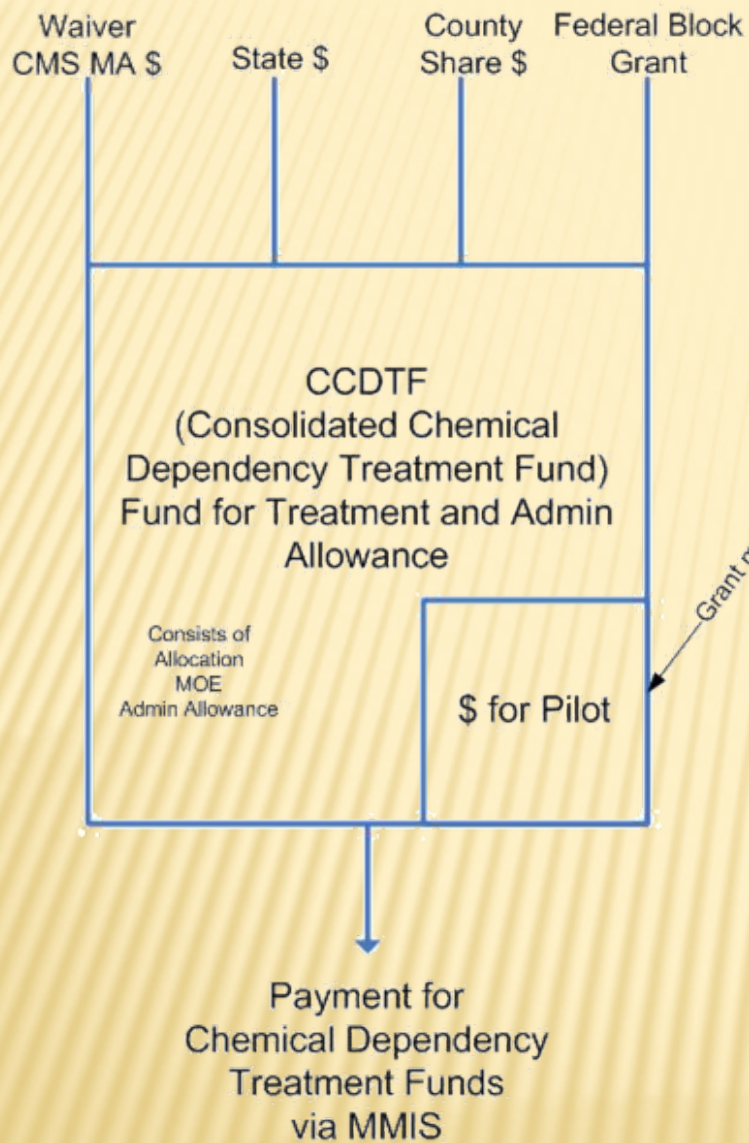 Waiver
CMS MA $
State $
County
Share $
Federal Block
Grant
CCDTF
(Consolidated Chemical
Dependency Treatment Fund)
Fund for Treatment and Admin
Allowance
Consists of
Allocation
MOE
Admin Allowance
$ for Pilot
Grant
Payment for
Chemical Dependency
Treatment Funds
via MMIS